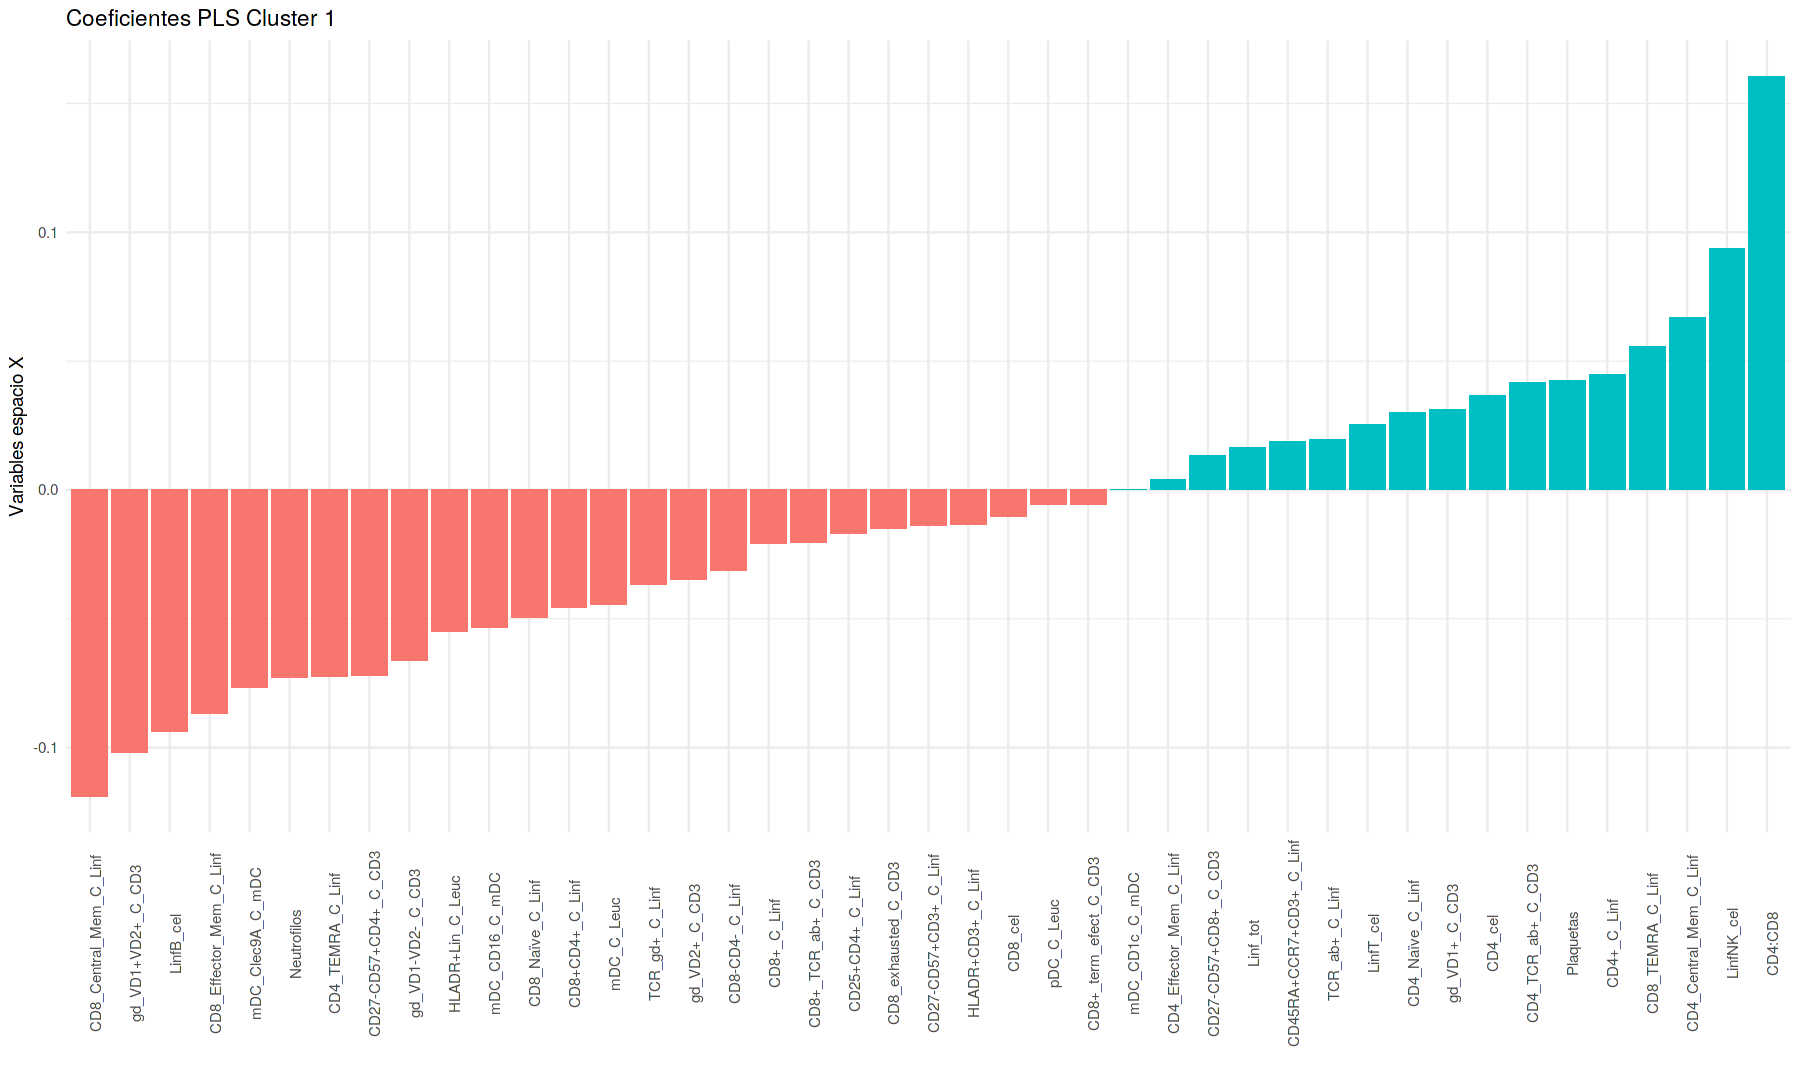 Coeficientes PLS Cluster 1
Variables espacio X
0.1
0.0
-0.1
CD8_Central_Mem_C_Linf
gd_VD1+VD2+_C_CD3
LinfB_cel
CD8_Effector_Mem_C_Linf
mDC_Clec9A_C_mDC
Neutrofilos
CD4_TEMRA_C_Linf
CD27-CD57+CD4+_C_CD3
gd_VD1-VD2-_C_CD3
HLADR+Lin_C_Leuc
mDC_CD16_C_mDC
CD8_Naïve_C_Linf
CD8+CD4+_C_Linf
mDC_C_Leuc
TCR_gd+_C_Linf
gd_VD2+_C_CD3
CD8-CD4-_C_Linf
CD8+_C_Linf
CD8+_TCR_ab+_C_CD3
CD25+CD4+_C_Linf
CD8_exhausted_C_CD3
CD27-CD57+CD3+_C_Linf
HLADR+CD3+_C_Linf
CD8_cel
pDC_C_Leuc
CD8+_term_efect_C_CD3
mDC_CD1c_C_mDC
CD4_Effector_Mem_C_Linf
CD27-CD57+CD8+_C_CD3
Linf_tot
CD45RA+CCR7+CD3+_C_Linf
TCR_ab+_C_Linf
LinfT_cel
CD4_Naïve_C_Linf
gd_VD1+_C_CD3
CD4_cel
CD4_TCR_ab+_C_CD3
Plaquetas
CD4+_C_Linf
CD8_TEMRA_C_Linf
CD4_Central_Mem_C_Linf
LinfNK_cel
CD4:CD8